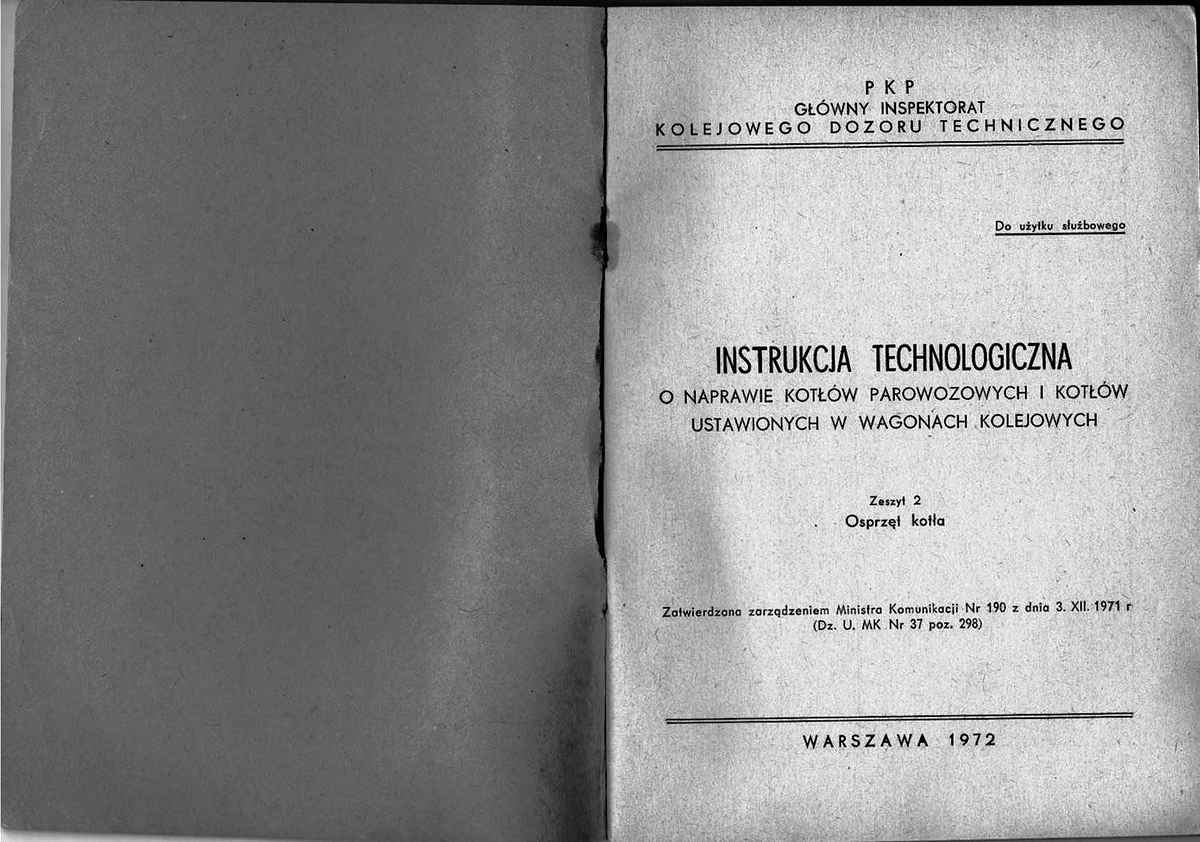 P K P
GŁÓWNY INSPEKTORAT
KOLEJOWEGO DOZORU TECHNICZNEGO
Do użytku służbowego
INSTRUKCJA TECHNOLOGICZNA
O NAPRAWIE KOTŁÓW PAROWOZOWYCH I KOTŁÓW
USTAWIONYCH W WAGONACH KOLEJOWYCH
Zeszyt 2
Osprzęt kotła
Zatwierdzona zarządzeniem Ministra Komunikacji Nr 190 z dnia 3. XII. 1971 r
(Dz. U. MK Nr 37 poz. 298)
WARSZAWA 1972